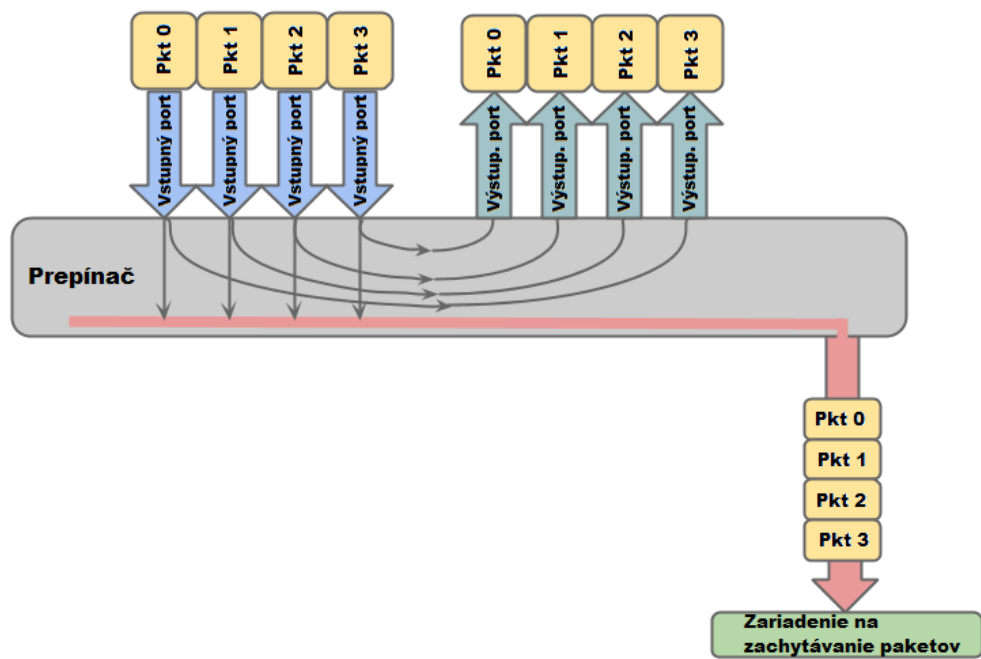 Pkt 0
Pkt 1
Pkt 2
Pkt 3
Pkt 0
Pkt 1
Pkt 2
Pkt 3
Vstupný port
Vstupný port
Vstupný port
Vstupný port
Výstup. port
Výstup. port
Výstup. port
Výstup. port
Prepínač
Pkt 0
Pkt 1
Pkt 2
Pkt 3
Zariadenie na
zachytávanie paketov